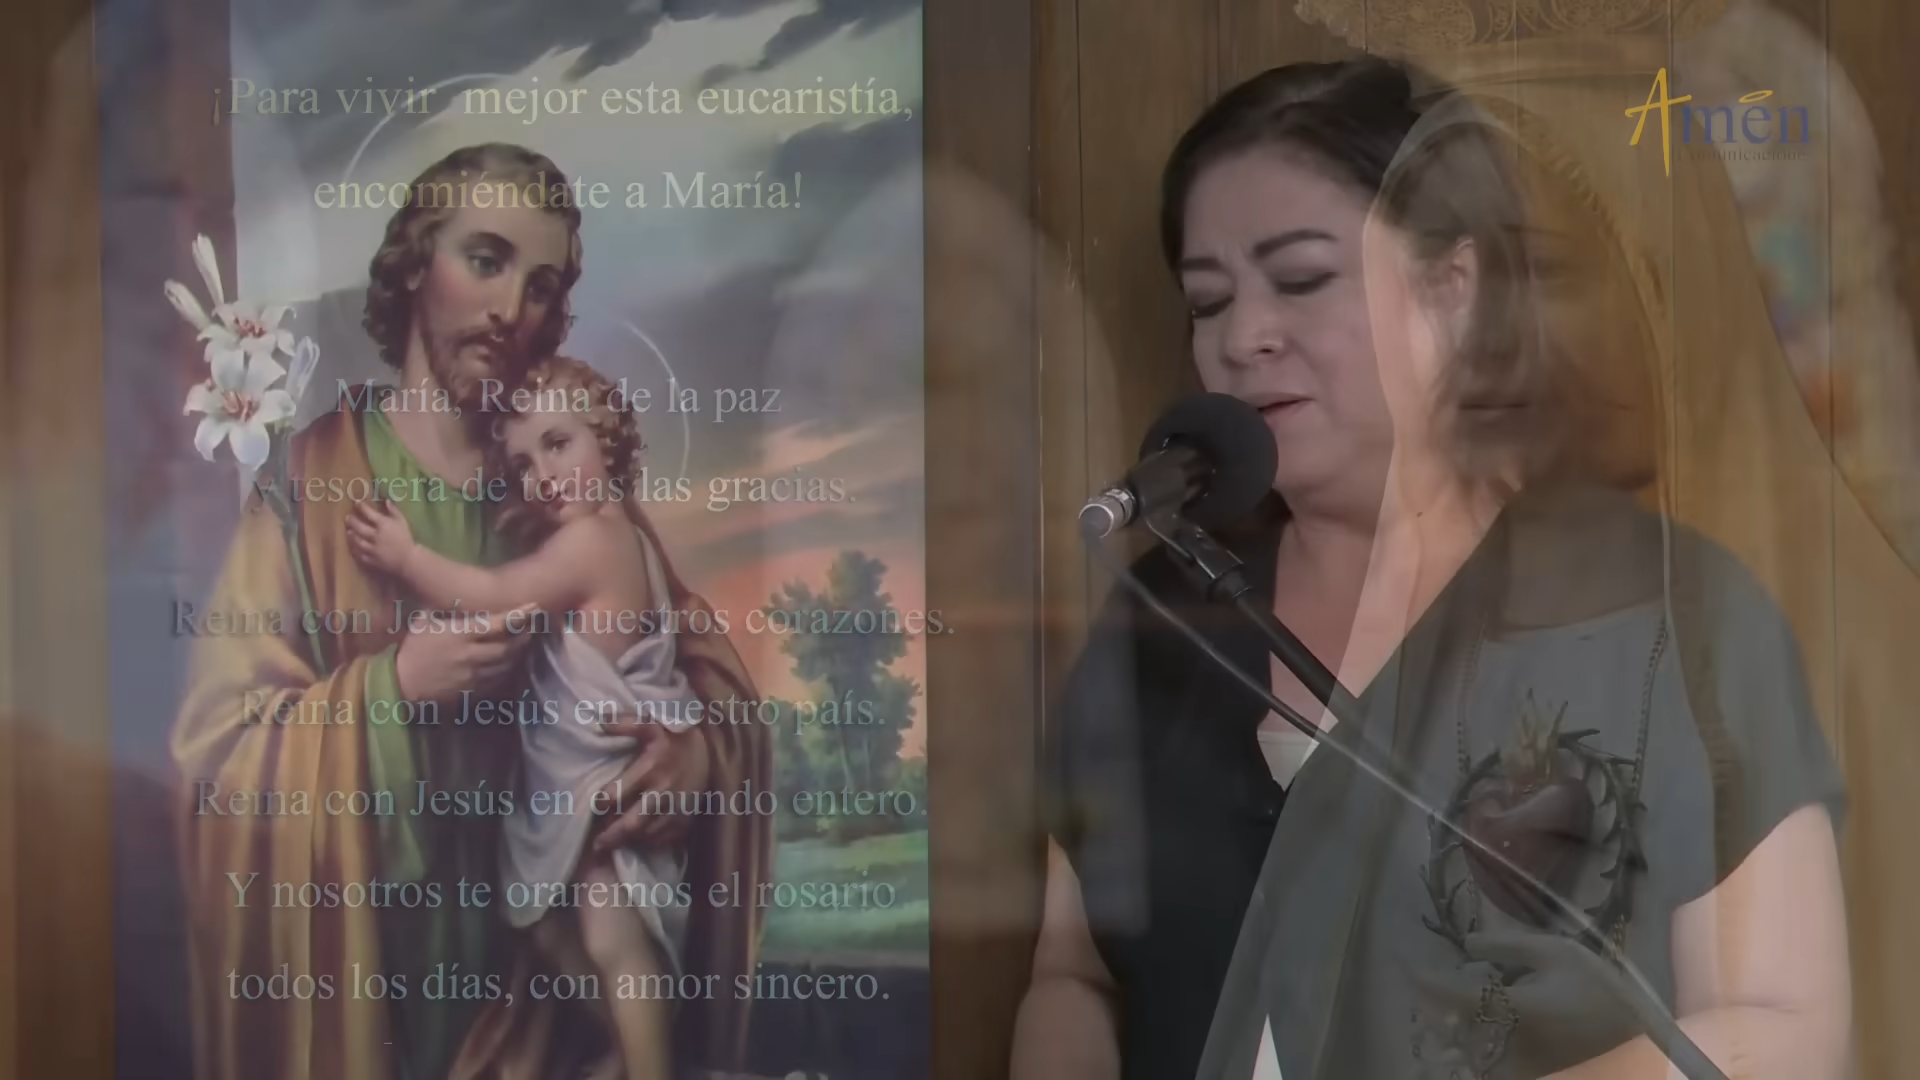 ¡Para vivir  mejor esta eucaristía,
encomiéndate a María!
María, Reina de la paz
y tesorera de todas las gracias.
Reina con Jesús en nuestros corazones.
Reina con Jesús en nuestro país.
Reina con Jesús en el mundo entero.
Y nosotros te oraremos el rosario
todos los días, con amor sincero.
Amén
Comunicaciones